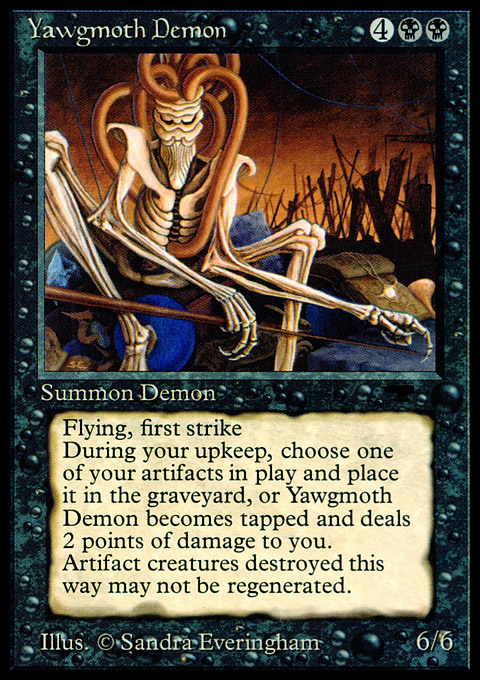 Yawgmoth Demon 4
Summon Demon
Flying, first strike
During your upkeep, choose one
of your artifacts in play and place
it in the graveyard, or Yawgmoth
Demon becomes tapped and deals
2 points of damage to you.
Artifact creatures destroyed this
way may not be regenerated.
Illus. © Sandra Everingham 6/6